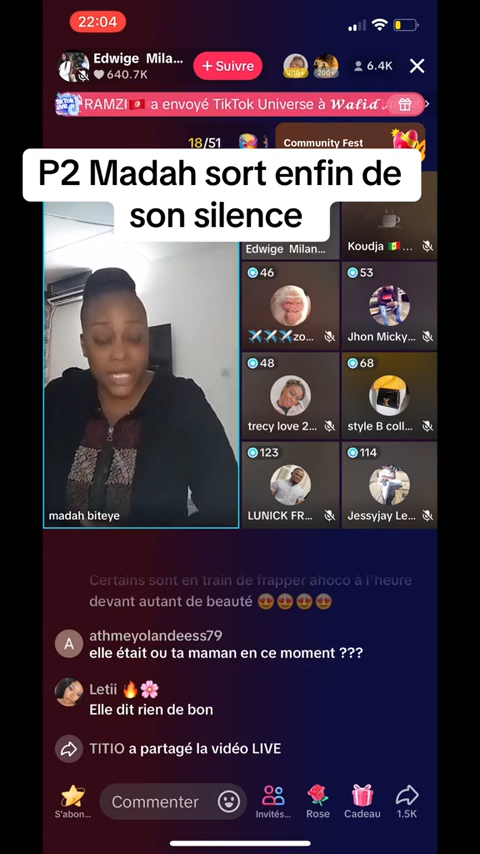 22:04
Edwige Mila...
640.7K
+ Suivre
200+
200+
6.4K
RAMZI a envoyé TikTok Universe à Walid
18/51
Community Fest
P2 Madah sort enfin de
son silence
Edwige Milan...
Koudja ...
46
53
zo...
Jhon Micky...
48
68
trecy love 2...
style B coll...
123
114
madah biteye
LUNICK FR...
Jessyjay Le...
Certains sont en train de frapper ahoco à l'heure
devant autant de beauté 😍😍😍😍
A
athmeyolandeess79
elle était ou ta maman en ce moment ???
Letii 🔥🌸
Elle dit rien de bon
TITIO a partagé la vidéo LIVE
Commenter
S'abon...
Invités...
Rose
Cadeau
1.5K